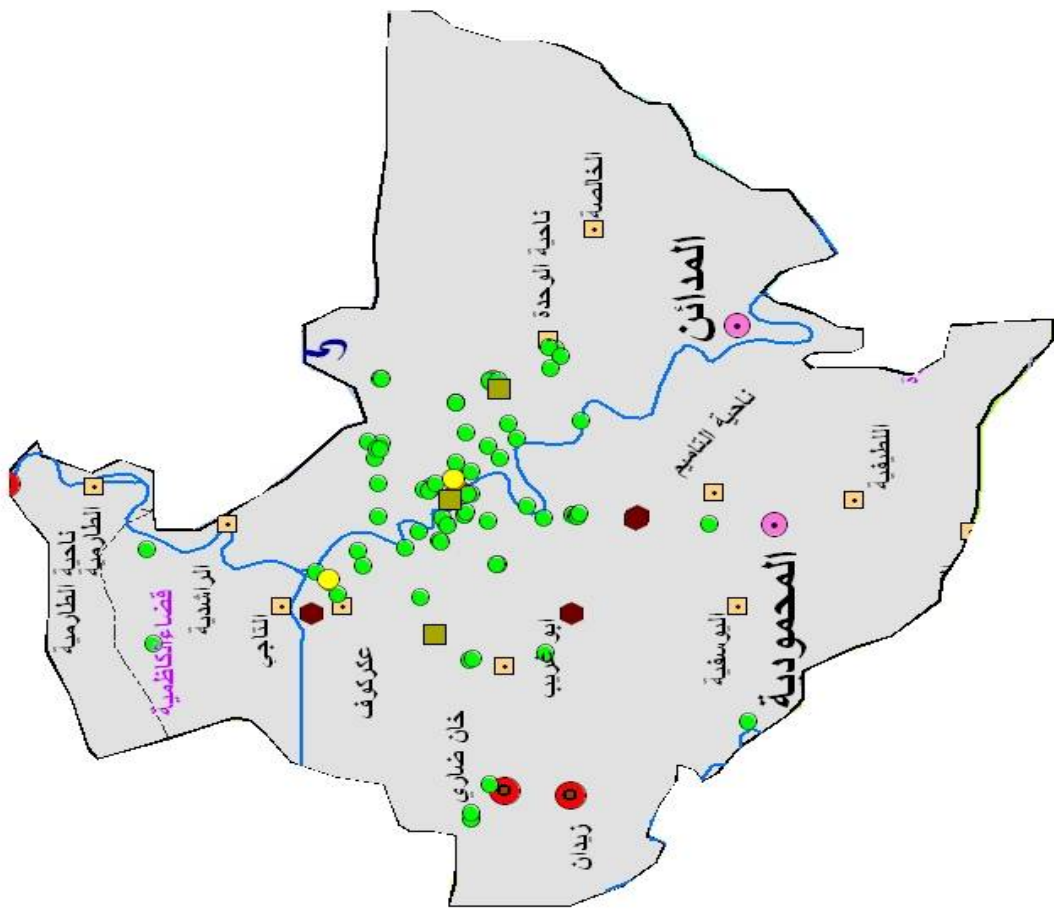 ناحية الطارمية
الطارمية
قضاء الكاظمية
الراشدية
التاجي
عكركوف
خان ضاري
زيدان
ابو غريب
ناحية الوحدة
الخالصة
المدائن
ناحية التاميم
اللطيفية
اليوسفية
المحمودية